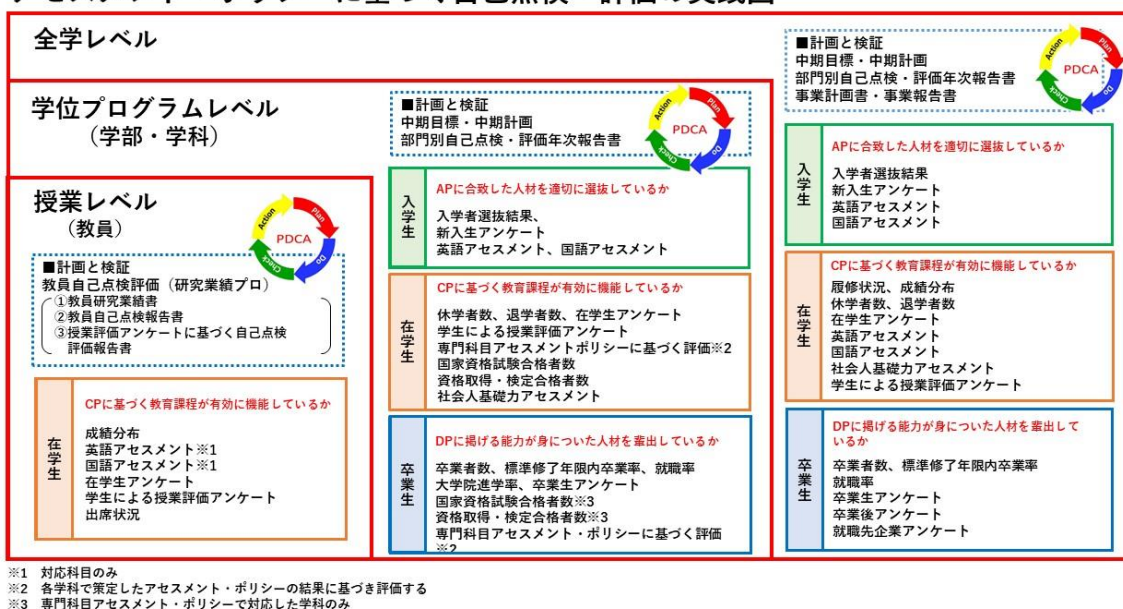 全学レベル
■計画と検証
中期目標・中期計画
部門別自己点検・評価年次報告書
事業計画書・事業報告書
Action
Plan
PDCA
Check
Do
入学生
APに合致した人材を適切に選抜しているか
入学者選抜結果
新入生アンケート
英語アセスメント
国語アセスメント
在学生
CPに基づく教育課程が有効に機能しているか
履修状況、成績分布
休学者数、退学者数
在学生アンケート
英語アセスメント
国語アセスメント
社会人基礎力アセスメント
学生による授業評価アンケート
卒業生
DPに掲げる能力が身についた人材を輩出して
いるか
卒業者数、標準修了年限内卒業率
就職率
卒業生アンケート
卒業後アンケート
就職先企業アンケート
学位プログラムレベル
（学部・学科）
■計画と検証
中期目標・中期計画
部門別自己点検・評価年次報告書
Action
Plan
PDCA
Check
Do
入学生
APに合致した人材を適切に選抜しているか
入学者選抜結果、
新入生アンケート
英語アセスメント、国語アセスメント
在学生
CPに基づく教育課程が有効に機能しているか
休学者数、退学者数、在学生アンケート
学生による授業評価アンケート
専門科目アセスメントポリシーに基づく評価※2
国家資格試験合格者数
資格取得・検定合格者数
社会人基礎力アセスメント
卒業生
DPに掲げる能力が身についた人材を輩出しているか
卒業者数、標準修了年限内卒業率、就職率
大学院進学率、卒業生アンケート
国家資格試験合格者数※3
資格取得・検定合格者数※3
専門科目アセスメント・ポリシーに基づく評価
※2
授業レベル
（教員）
Action
Plan
PDCA
Check
Do
■計画と検証
教員自己点検評価（研究業績プロ）
①教員研究業績書
②教員自己点検報告書
③授業評価アンケートに基づく自己点検
評価報告書
在学生
CPに基づく教育課程が有効に機能しているか
成績分布
英語アセスメント※1
国語アセスメント※1
在学生アンケート
学生による授業評価アンケート
出席状況
※1 対応科目のみ
※2 各学科で策定したアセスメント・ポリシーの結果に基づき評価する
※3 専門科目アセスメント・ポリシーで対応した学科のみ